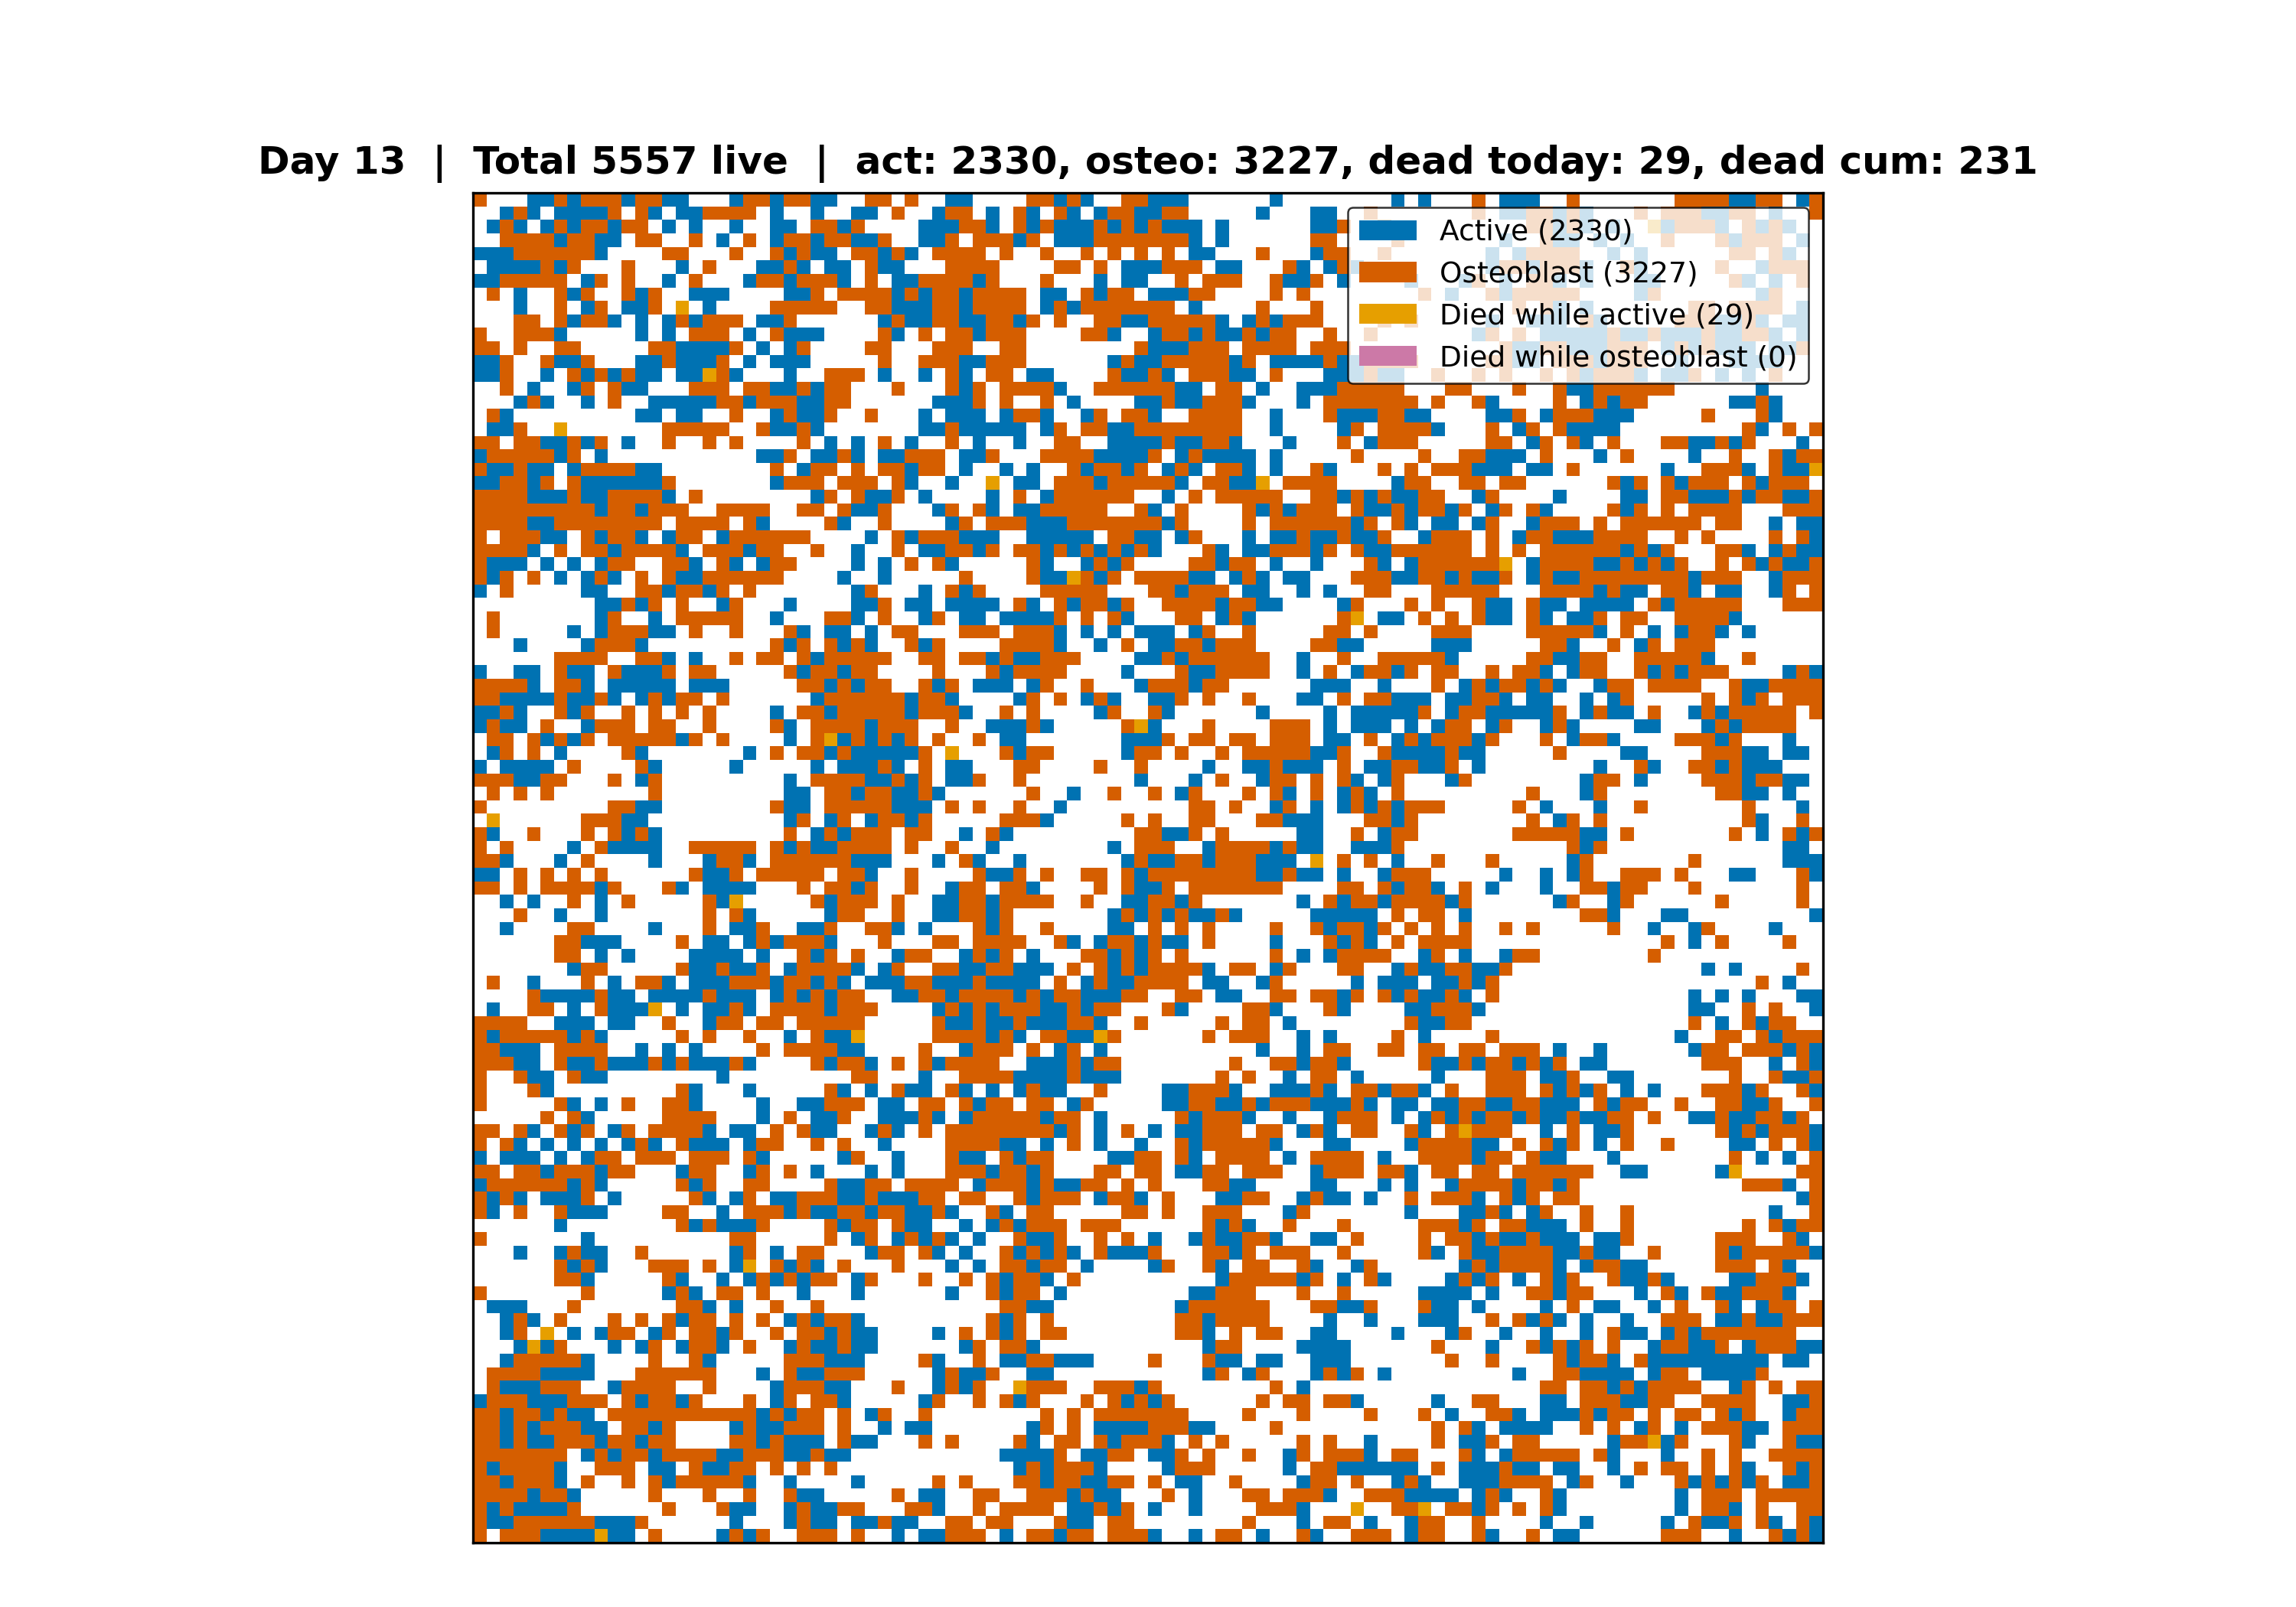 Day 13 | Total 5557 live | act: 2330, osteo: 3227, dead today: 29, dead cum: 231
Active (2330)
Osteoblast (3227)
Died while active (29)
Died while osteoblast (0)